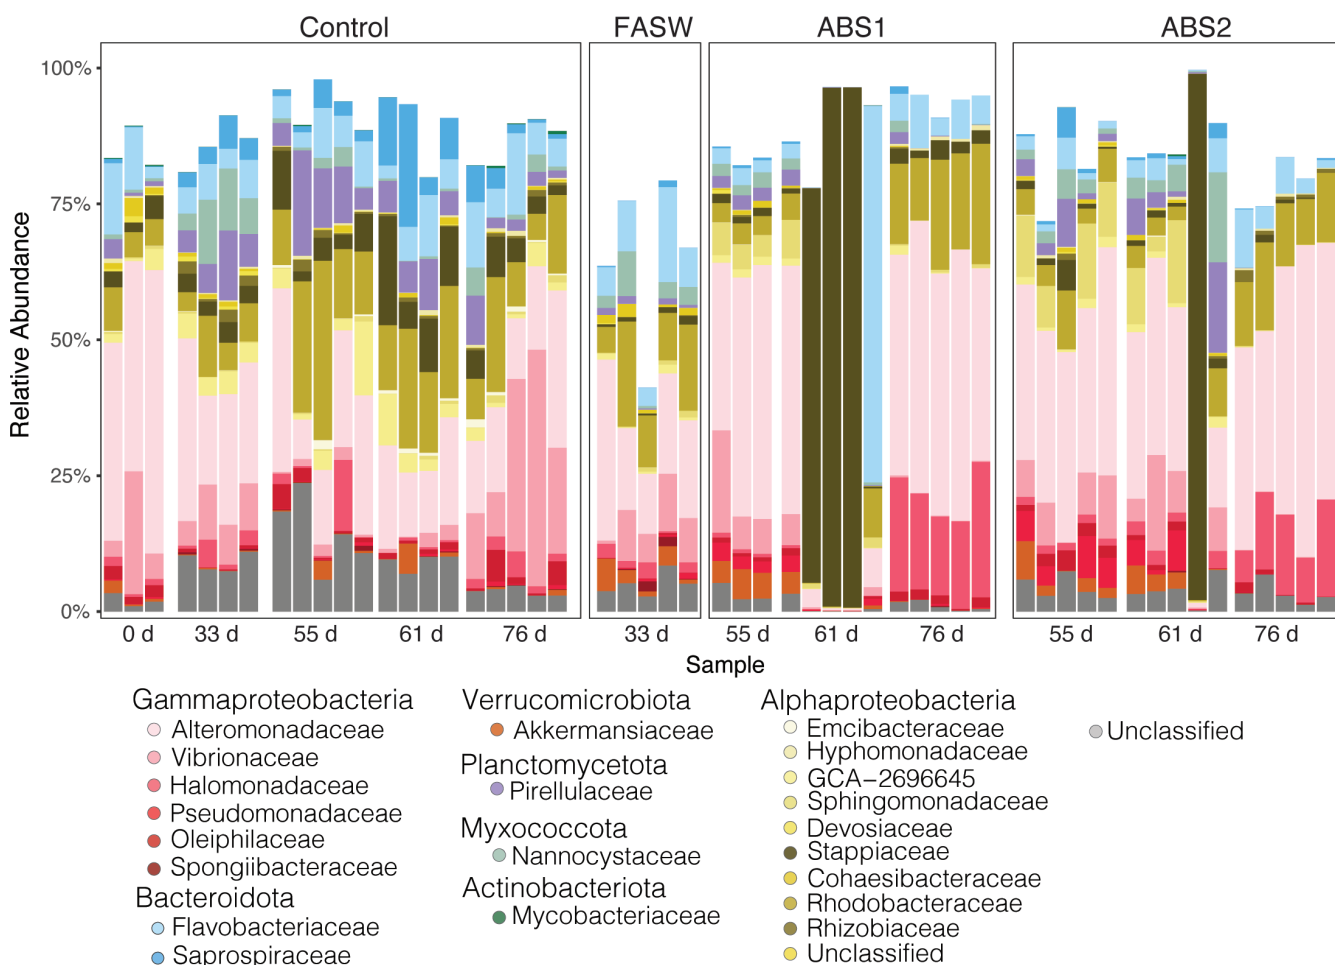 Control FASW ABS1 ABS2
100%
75%
50%
25%
0%
Relative Abundance
0 d 33 d 55 d 61 d 76 d 33 d 55 d 61 d 76 d 55 d 61 d 76 d
Sample
Gammaproteobacteria
Alteromonadaceae
Vibrionaceae
Halomonadaceae
Pseudomonadaceae
Oleiphilaceae
Spongiibacteraceae
Bacteroidota
Flavobacteriaceae
Saprospiraceae
Verrucomicrobiota
Akkermansiaceae
Planctomycetota
Pirellulaceae
Myxococcota
Nannocystaceae
Actinobacteriota
Mycobacteriaceae
Alphaproteobacteria
Emcibacteraceae
Hyphomonadaceae
GCA−2696645
Sphingomonadaceae
Devosiaceae
Stappiaceae
Cohaesibacteraceae
Rhodobacteraceae
Rhizobiaceae
Unclassified
Unclassified